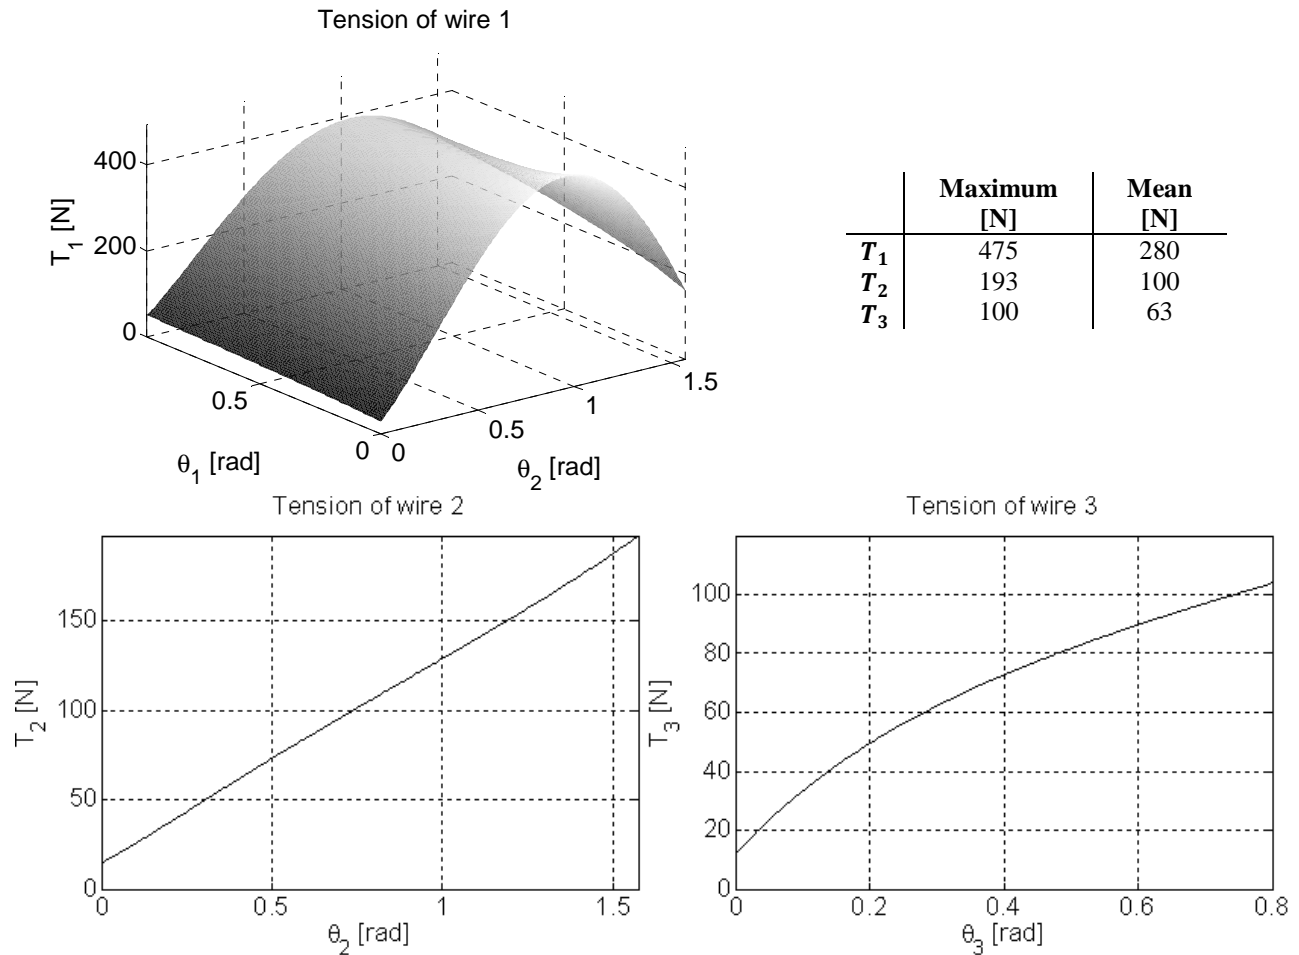 Tension of wire 1
T1 [N]
400
200
0
0.5
0
θ1 [rad]
0
0.5
1
1.5
θ2 [rad]
Maximum [N]
Mean [N]
T1 475 280
T2 193 100
T3 100 63
Tension of wire 2
T2 [N]
150
100
50
0
0 0.5 1 1.5
θ2 [rad]
Tension of wire 3
T3 [N]
100
80
60
40
20
0
0 0.2 0.4 0.6 0.8
θ3 [rad]